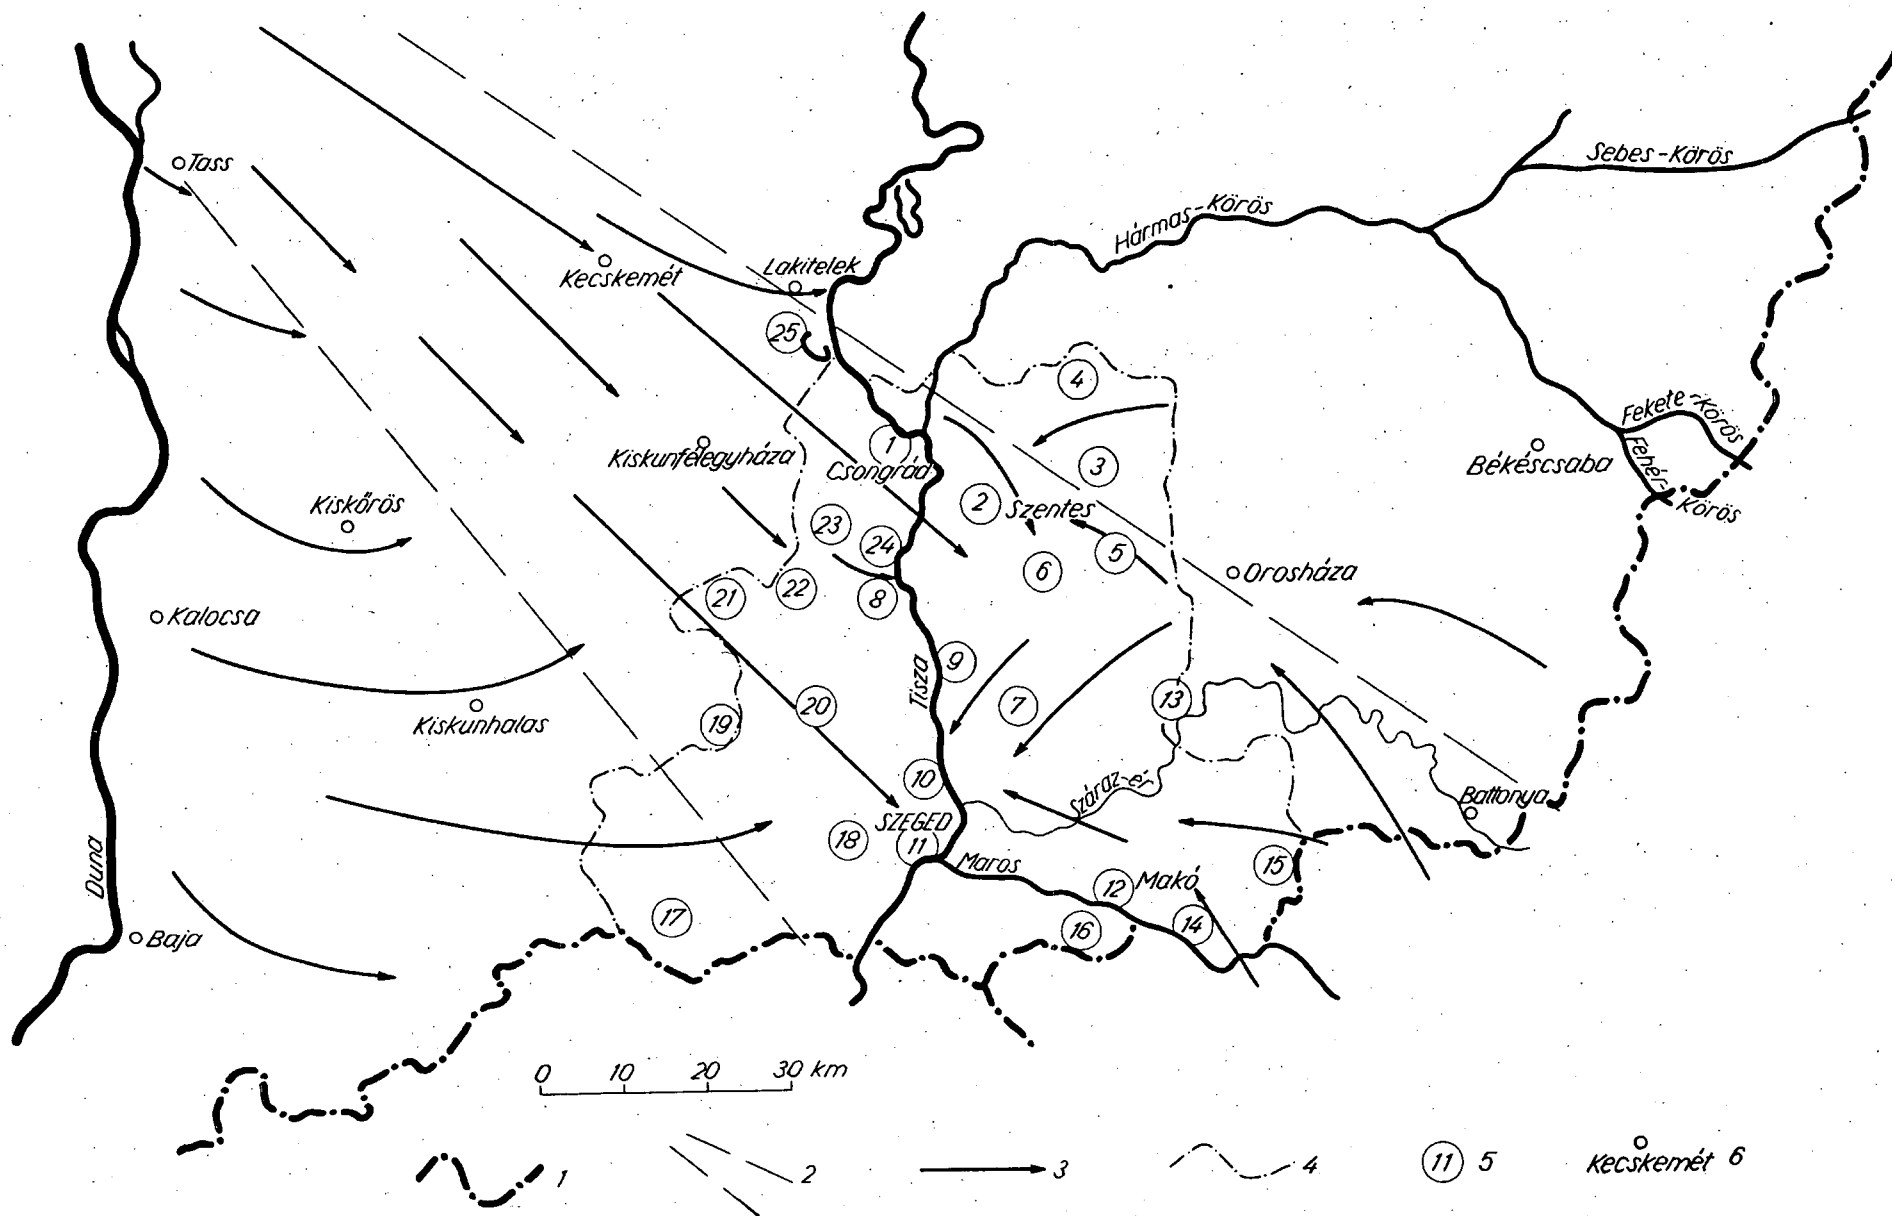 Tass
Sebes-Körös
Hármas-Körös
Kecskemét
Lakitelek
25
4
Fekete-Körös
Kiskunfélegyháza
1
Csongrád
3
Békéscsaba
Fehér-Körös
Kiskőrös
2
Szentes
23
24
5
6
Orosháza
21
22
8
Kalocsa
Tisza
9
Kiskunhalas
19
20
7
13
10
Száraz-ér
Battonya
SZEGED
18
11
Maros
15
Duna
12
Makó
17
16
14
Baja
0 10 20 30 km
1
2
3
4
11 5
Kecskemét 6